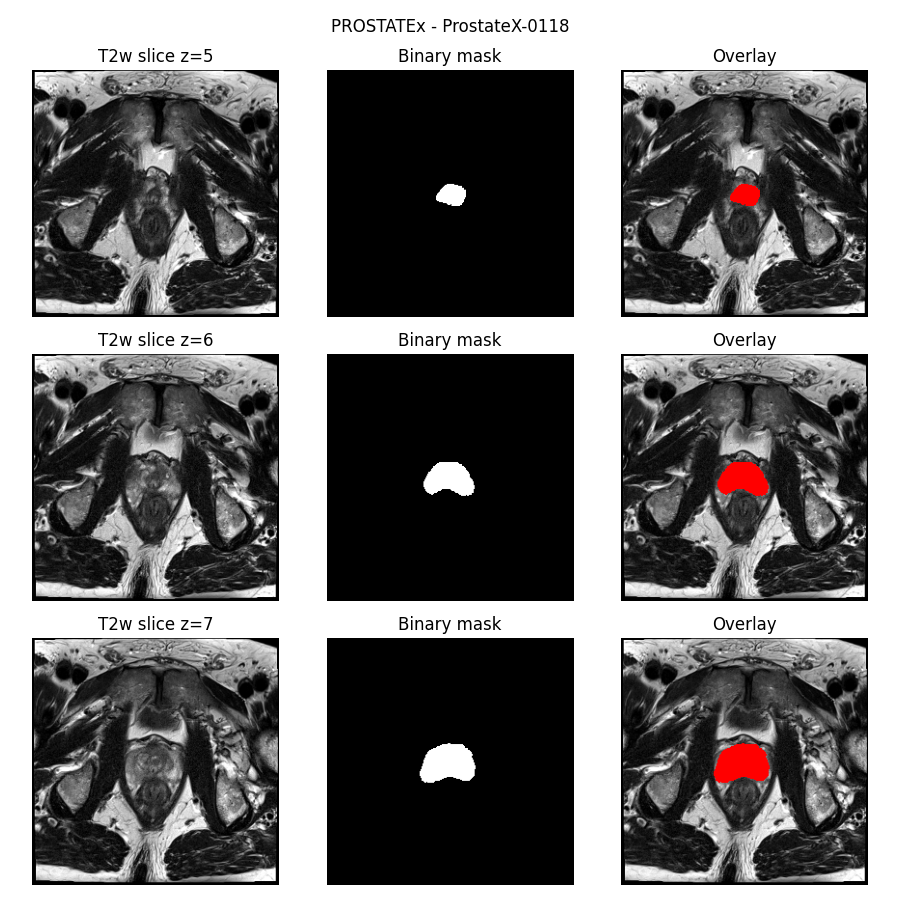 PROSTATEx - ProstateX-0118
T2w slice z=5
Binary mask
Overlay
T2w slice z=6
Binary mask
Overlay
T2w slice z=7
Binary mask
Overlay